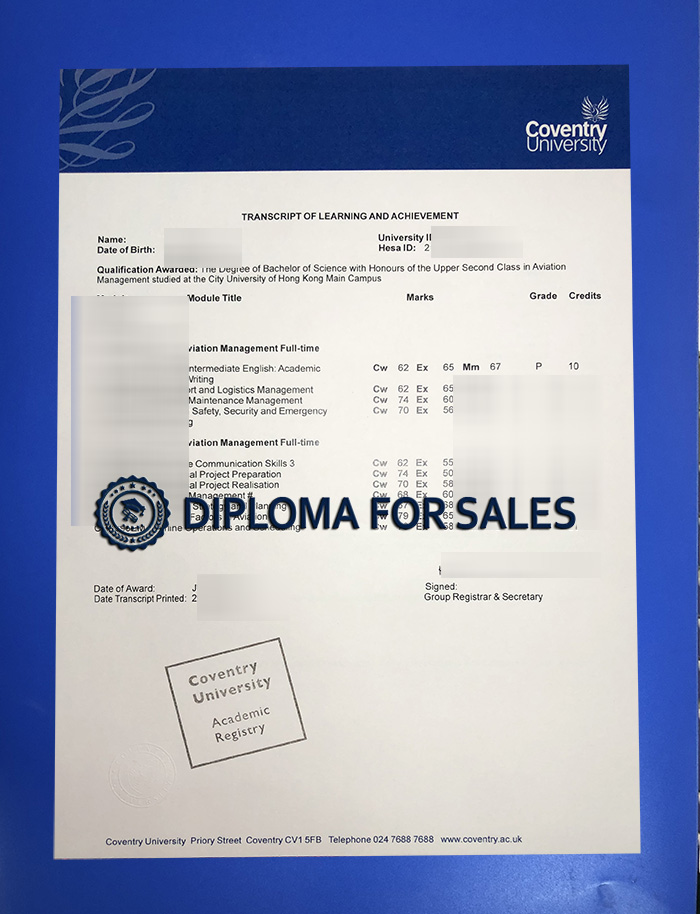 Coventry
University
TRANSCRIPT OF LEARNING AND ACHIEVEMENT
Name:
Date of Birth:
University
Hesa ID: 2
Qualification Awarded: The Degree of Bachelor of Science with Honours of the Upper Second Class in Aviation
Management studied at the City University of Hong Kong Main Campus
Module Title Marks Grade Credits
viation Management Full-time
ntermediate English: Academic Cw 62 Ex 65 Mm 67 P 10
Writing
rt and Logistics Management Cw 62 Ex 65
Maintenance Management Cw 74 Ex 60
Safety, Security and Emergency Cw 70 Ex 56
g
viation Management Full-time
e Communication Skills 3 Cw 62 Ex 55
al Project Preparation Cw 74 Ex 50
al Project Realisation Cw 70 Ex 58
Management # Cw 68 Ex 60
DIPLOMA FOR SALES
Date of Award: J
Date Transcript Printed: 2
Signed:
Group Registrar & Secretary
Coventry
University
Academic
Registry
Coventry University Priory Street Coventry CV1 5FB Telephone 024 7688 7688 www.coventry.ac.uk